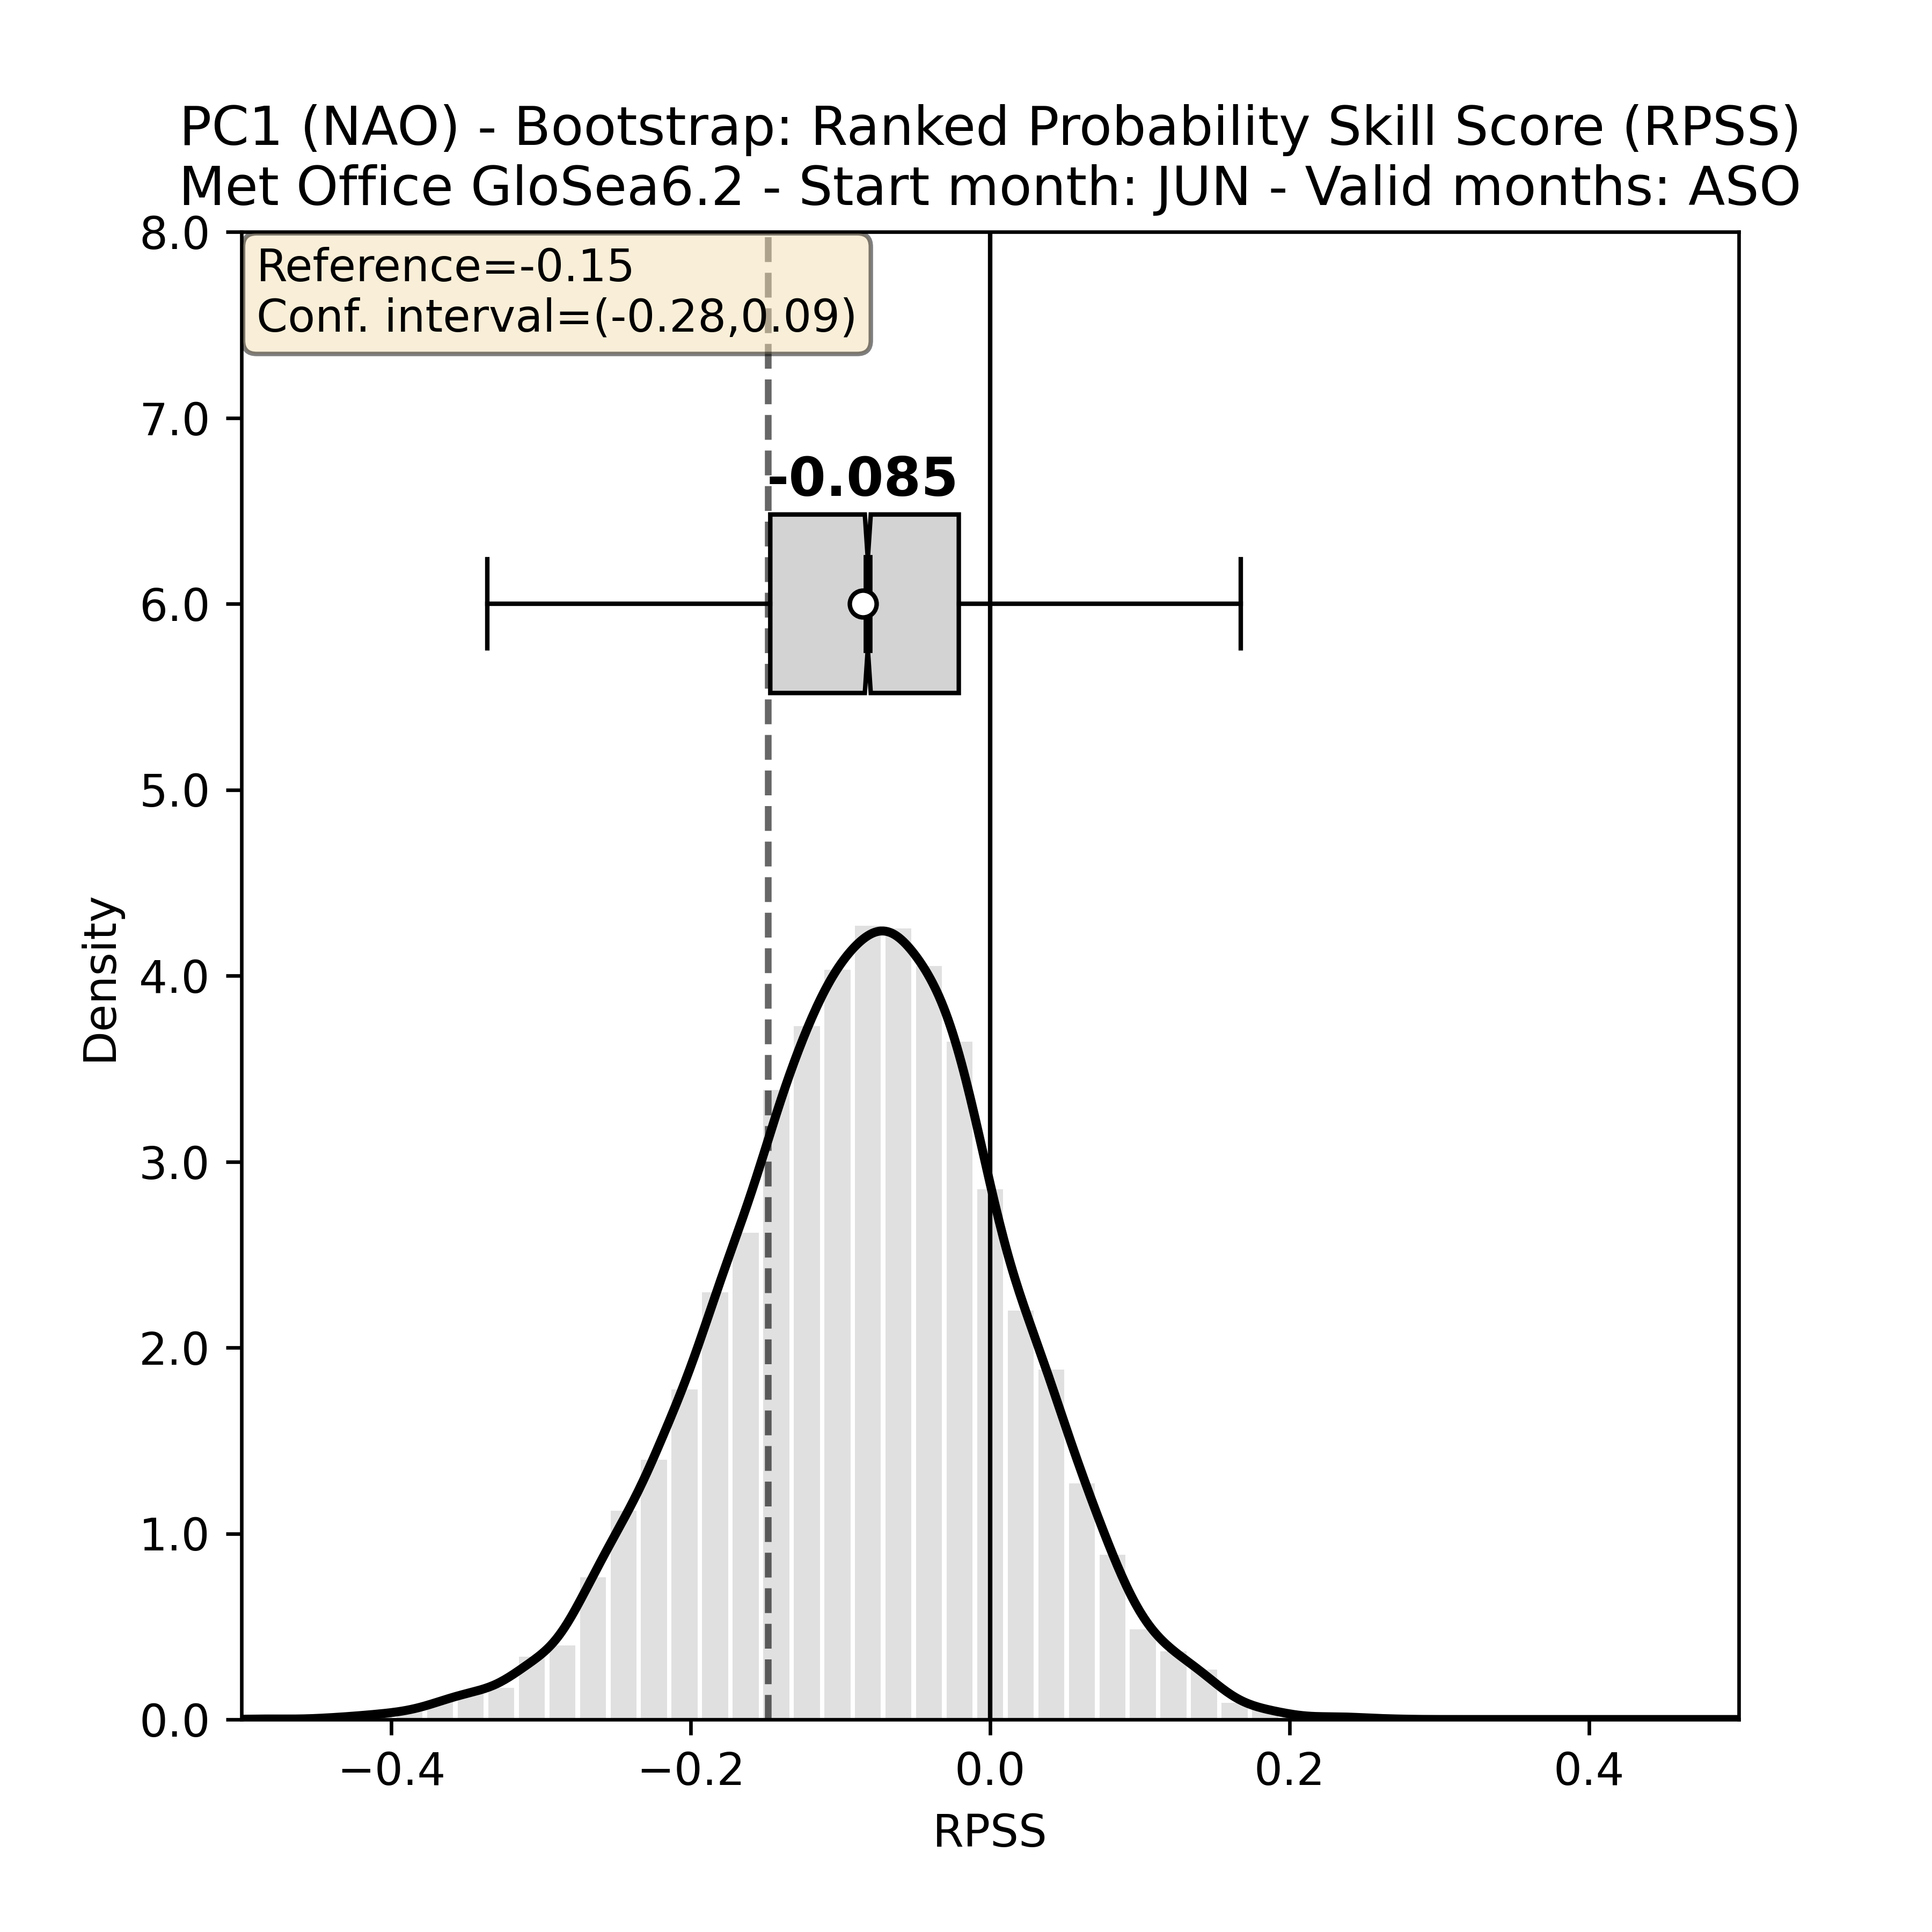 PC1 (NAO) - Bootstrap: Ranked Probability Skill Score (RPSS)
Met Office GloSea6.2 - Start month: JUN - Valid months: ASO
Reference=-0.15
Conf. interval=(-0.28,0.09)
-0.085
8.0
7.0
6.0
5.0
4.0
3.0
2.0
1.0
0.0
Density
−0.4
−0.2
0.0
0.2
0.4
RPSS